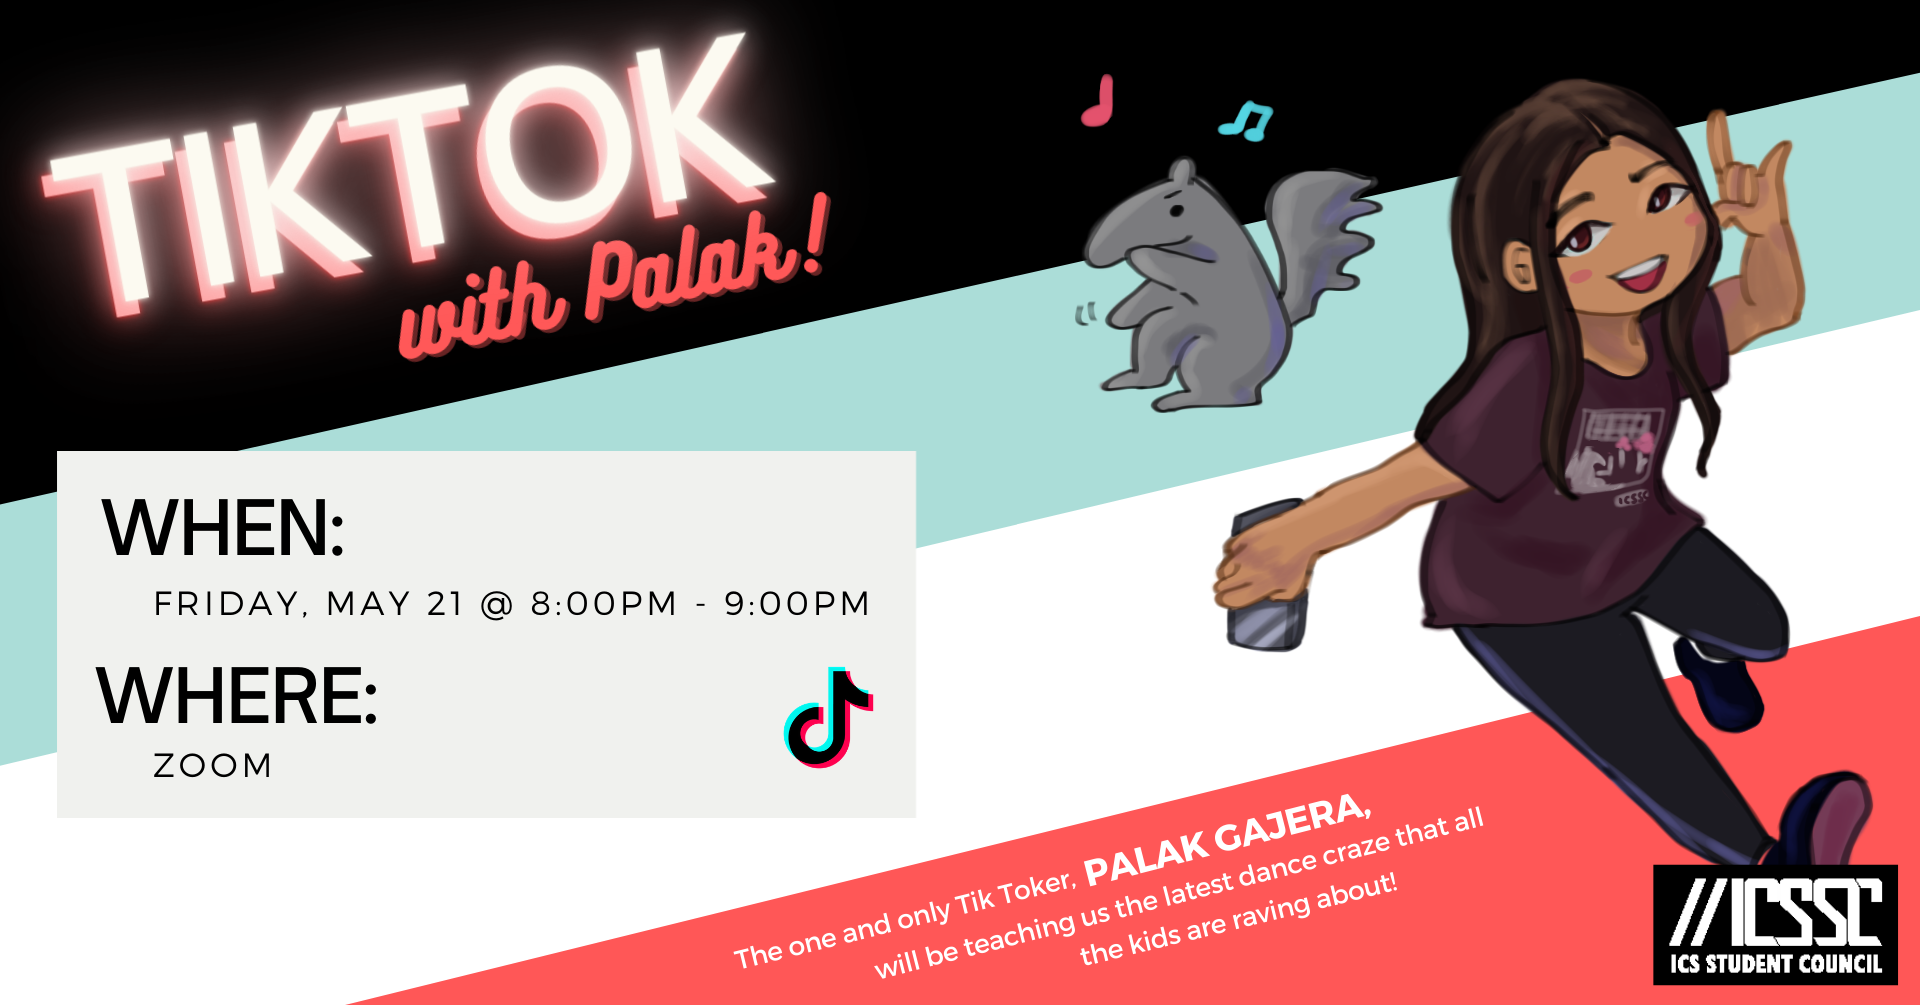 TIKTOK
with Palak!
WHEN:
FRIDAY, MAY 21 @ 8:00PM - 9:00PM
WHERE:
ZOOM
The one and only Tik Toker, PALAK GAJERA,
will be teaching us the latest dance craze that all
the kids are raving about!
ICSSC
//ICSSC
ICS STUDENT COUNCIL